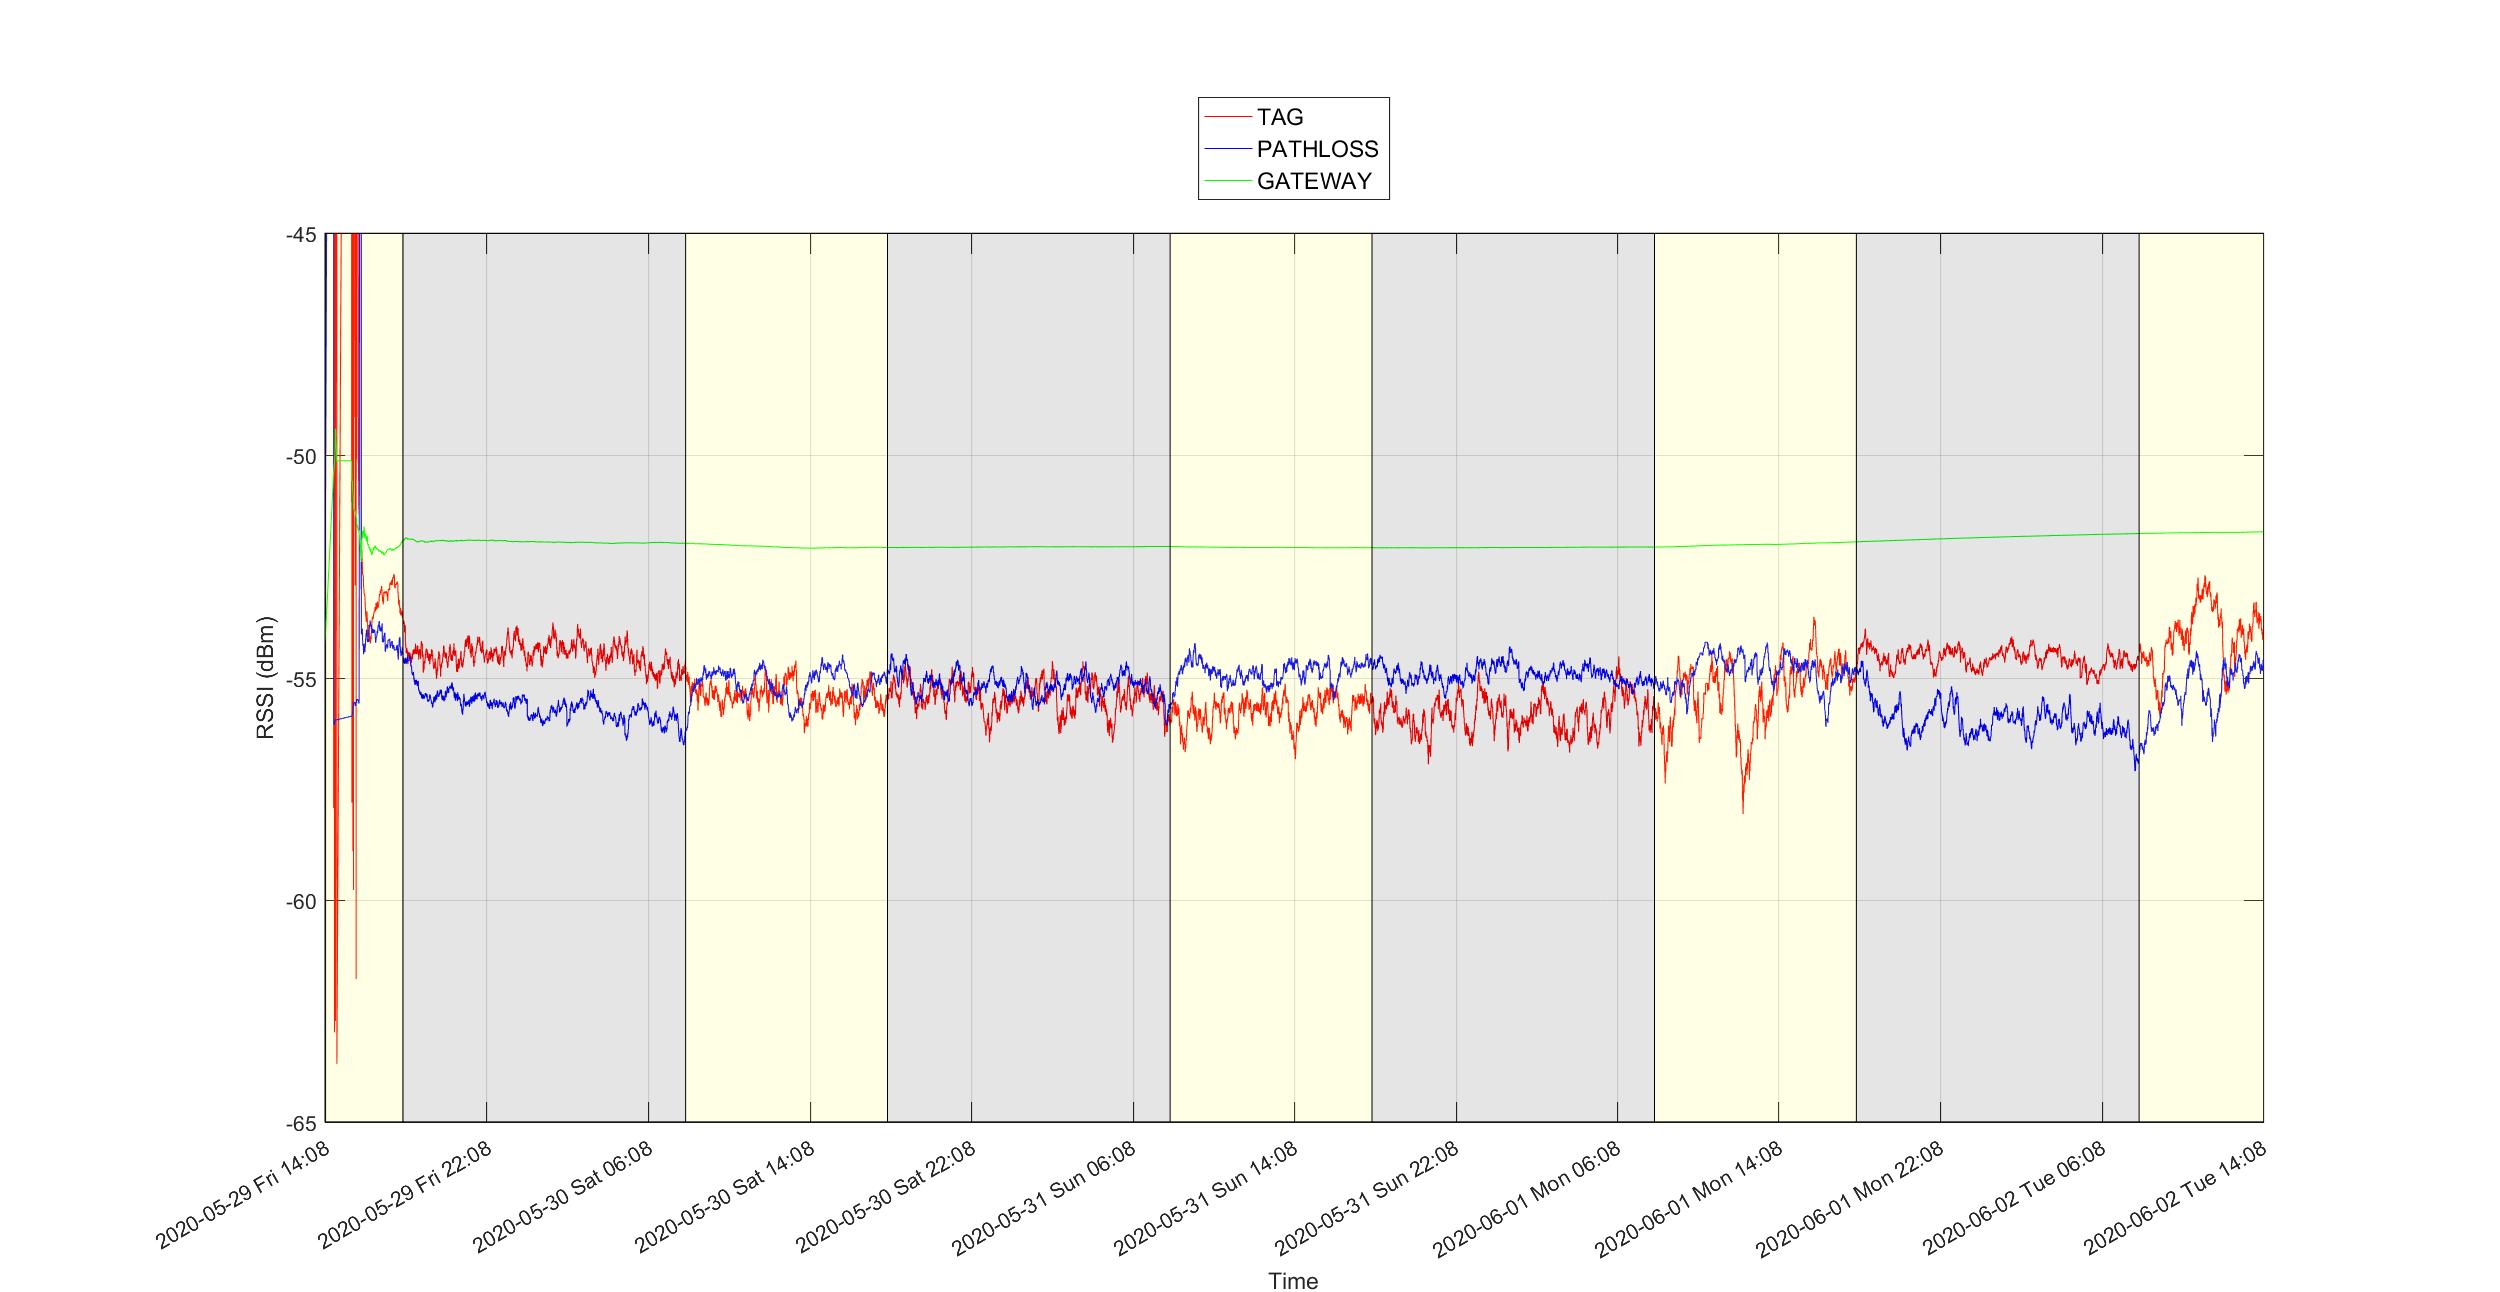 TAG
PATHLOSS
GATEWAY
-45
-50
-55
-60
-65
RSSI (dBm)
2020-05-29 Fri 14:08
2020-05-29 Fri 22:08
2020-05-30 Sat 06:08
2020-05-30 Sat 14:08
2020-05-30 Sat 22:08
2020-05-31 Sun 06:08
2020-05-31 Sun 14:08
2020-05-31 Sun 22:08
2020-06-01 Mon 06:08
2020-06-01 Mon 14:08
2020-06-01 Mon 22:08
2020-06-02 Tue 06:08
2020-06-02 Tue 14:08
Time